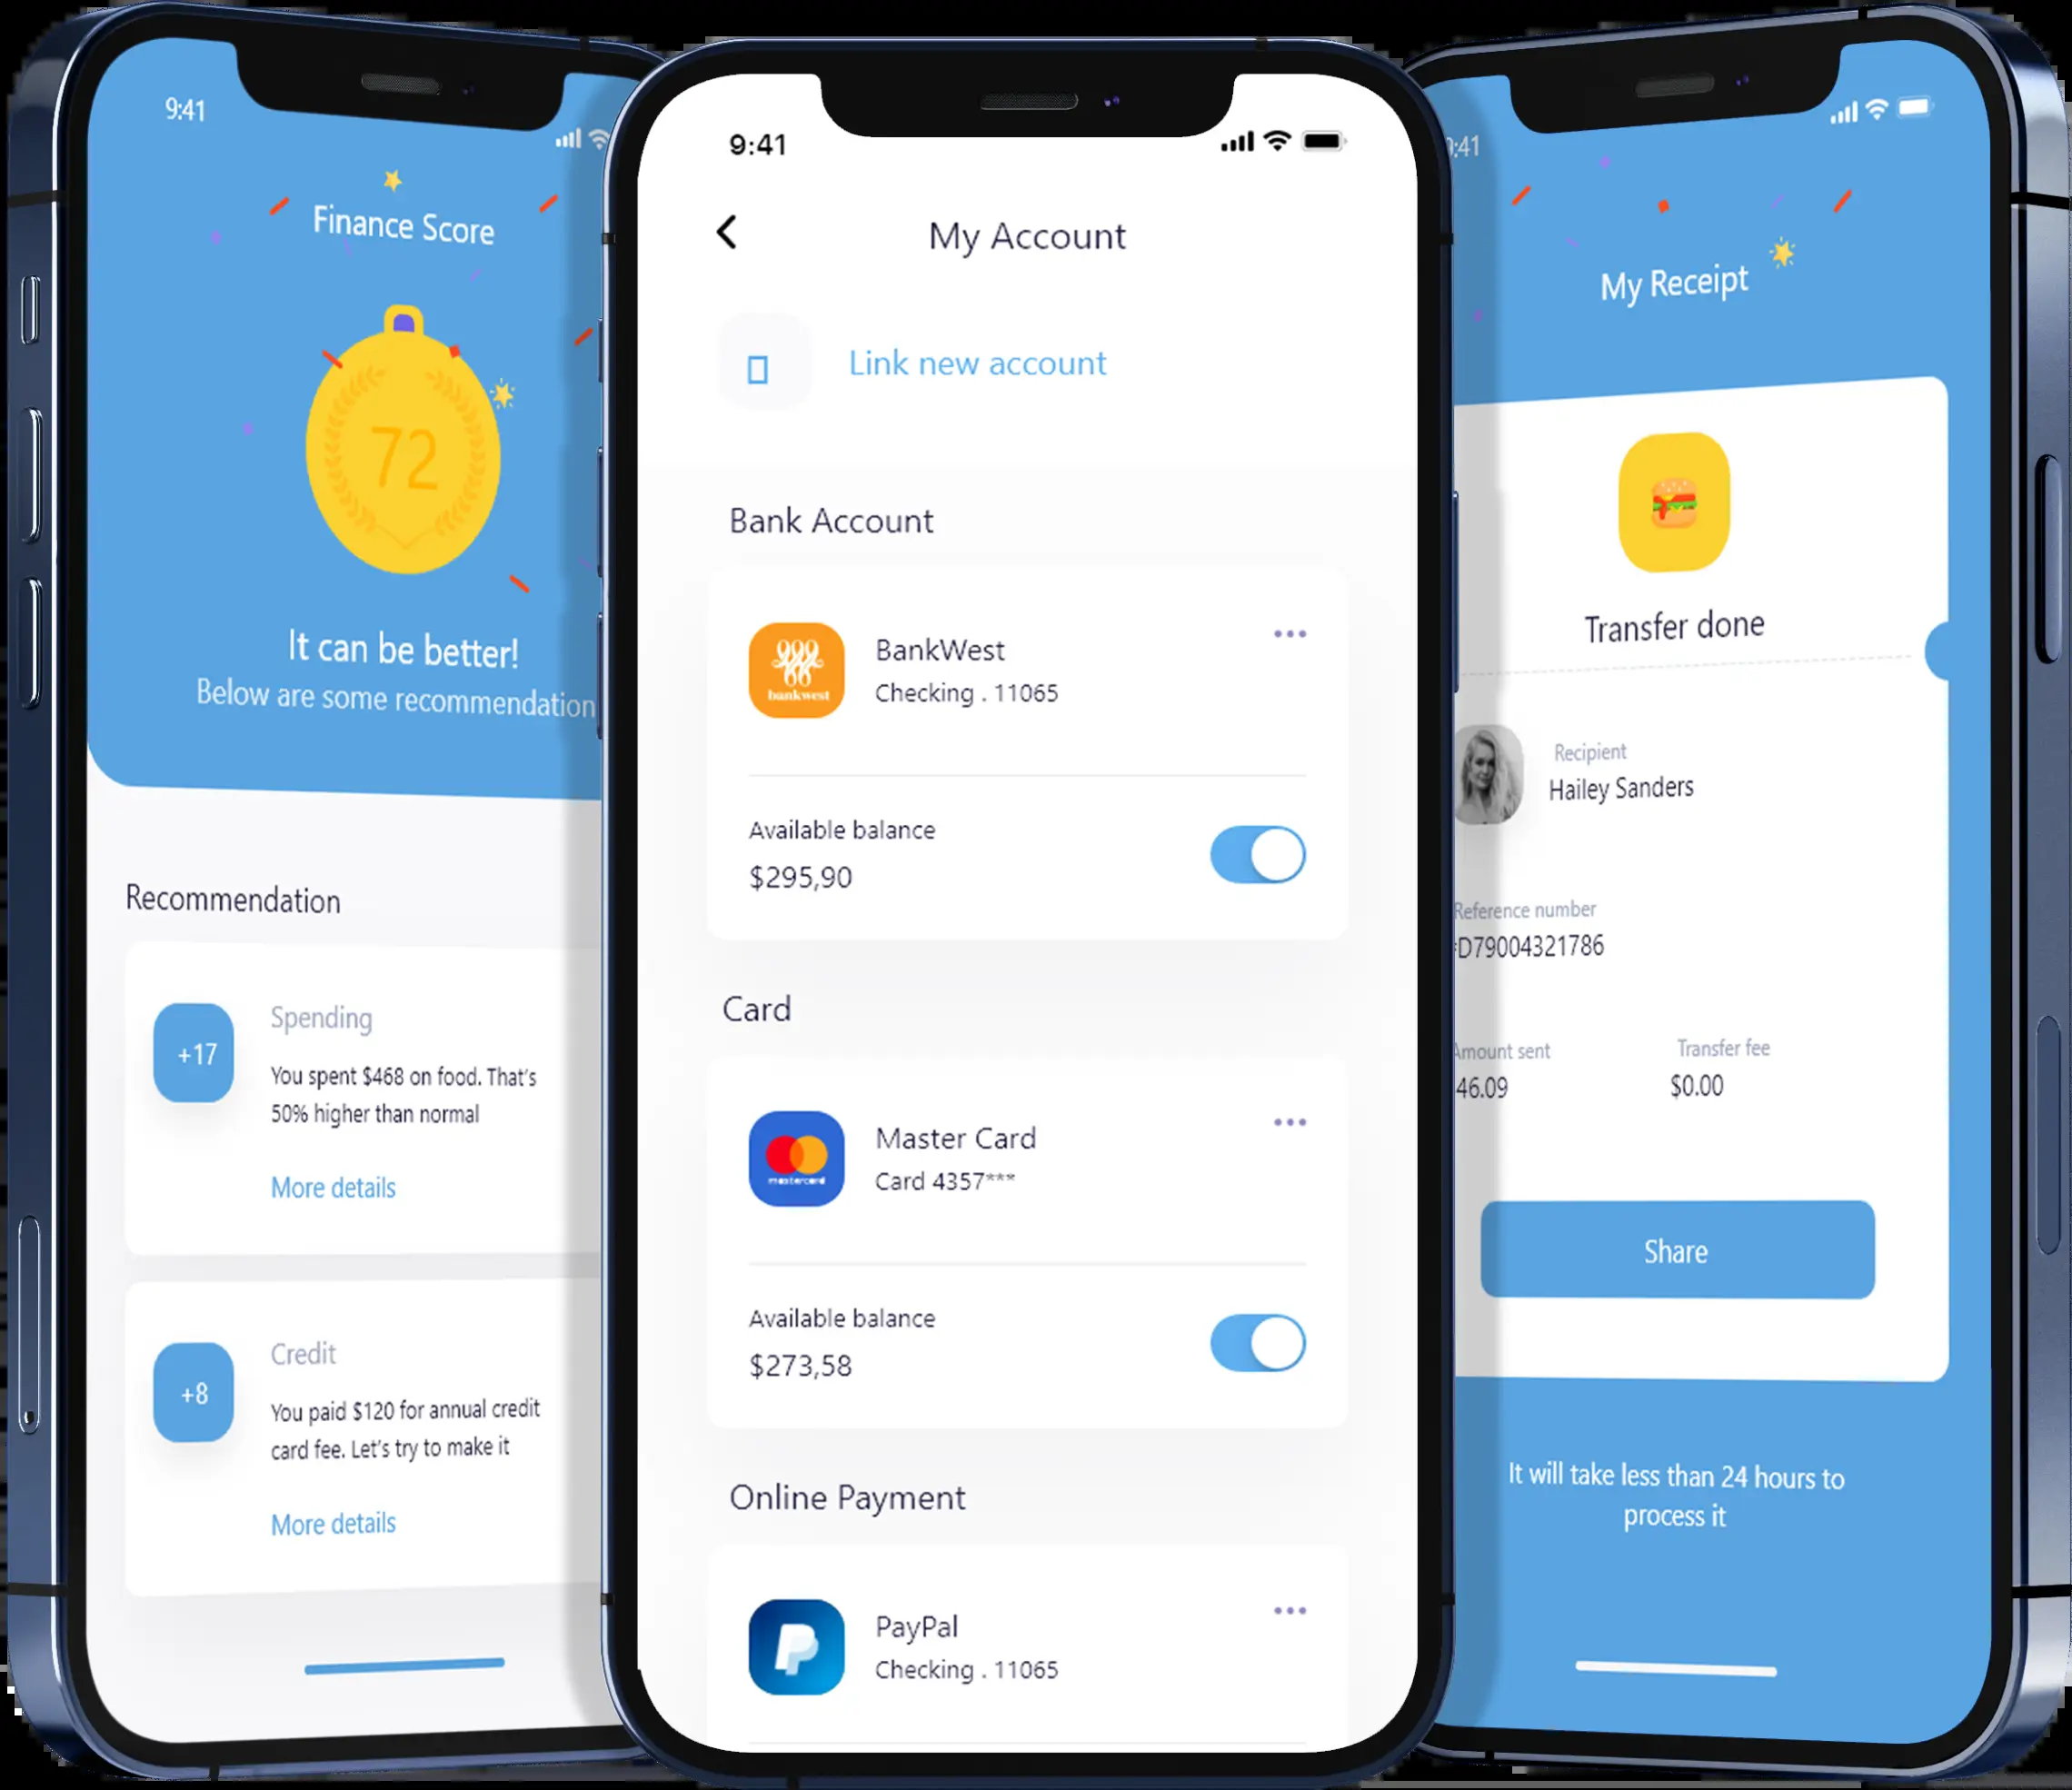 9:41
Finance Score
72
It can be better!
Below are some recommendation
Recommendation
+17
Spending
You spent $468 on food. That's
50% higher than normal
More details
+8
Credit
You paid $120 for annual credit
card fee. Let's try to make it
More details
9:41
My Account
Link new account
Bank Account
bankwest
BankWest
Checking . 11065
Available balance
$295,90
Card
mastercard
Master Card
Card 4357***
Available balance
$273,58
Online Payment
PayPal
Checking . 11065
9:41
My Receipt
Transfer done
Recipient
Hailey Sanders
Reference number
D79004321786
Amount sent
Transfer fee
46.09
$0.00
Share
It will take less than 24 hours to
process it